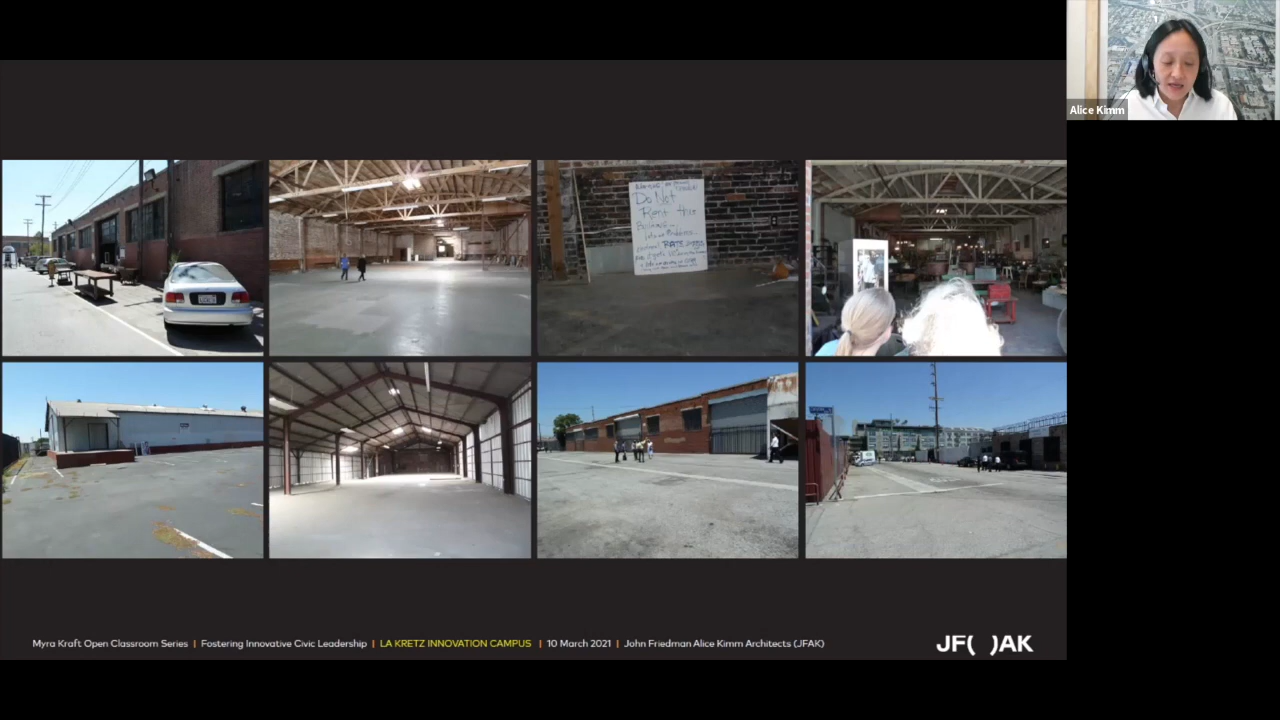 Alice Kimm
Do Not
Rent this
Myra Kraft Open Classroom Series | Fostering Innovative Civic Leadership | LA KRETZ INNOVATION CAMPUS | 10 March 2021 | John Friedman Alice Kimm Architects (JFAK)
JF( )AK